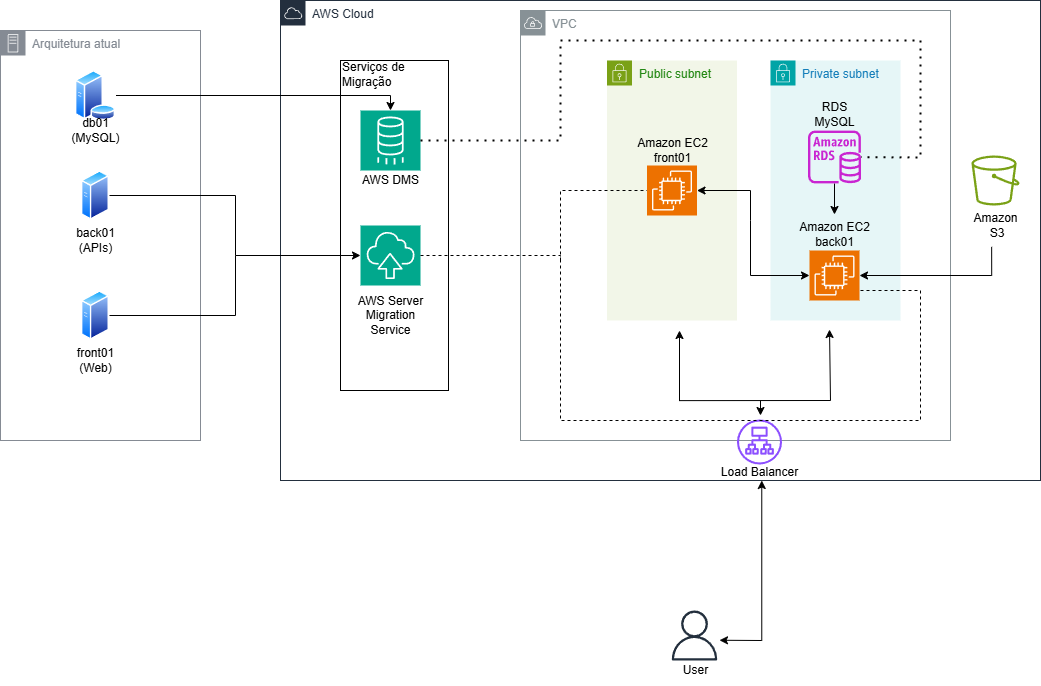 AWS Cloud
VPC
Arquitetura atual
Serviços de
Migração
Public subnet
Private subnet
db01
(MySQL)
AWS DMS
RDS
MySQL
Amazon
RDS
Amazon EC2
front01
back01
(APIs)
Amazon
S3
Amazon EC2
back01
AWS Server
Migration
Service
front01
(Web)
Load Balancer
User